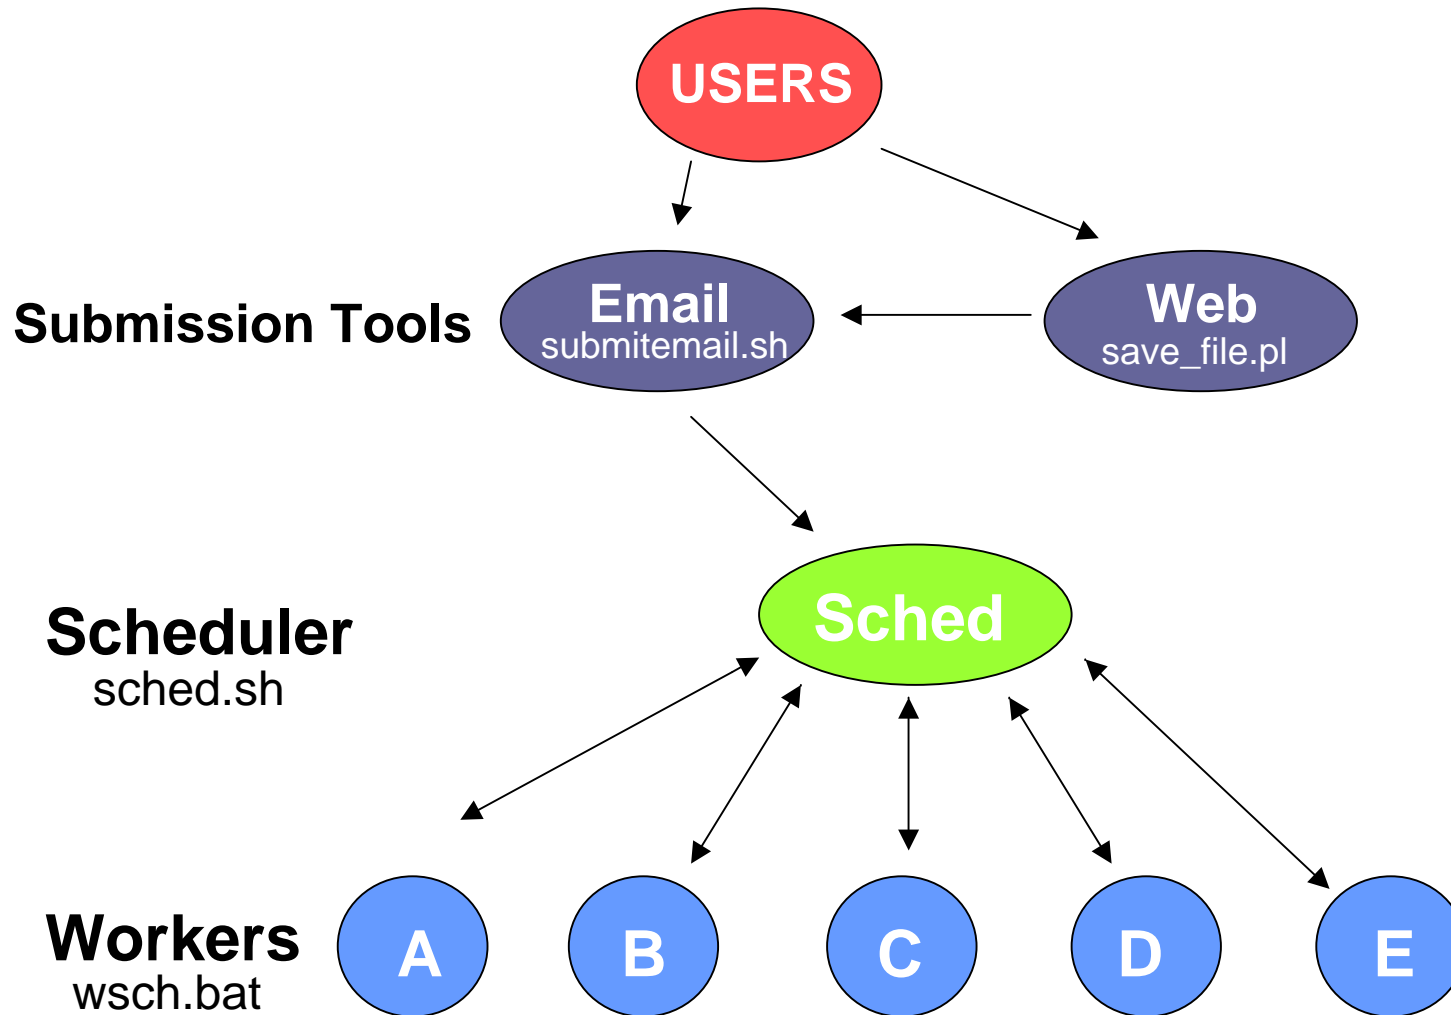 USERS
Submission Tools
Email
submitemail.sh
Web
save_file.pl
Scheduler
sched.sh
Sched
Workers
wsch.bat
A
B
C
D
E